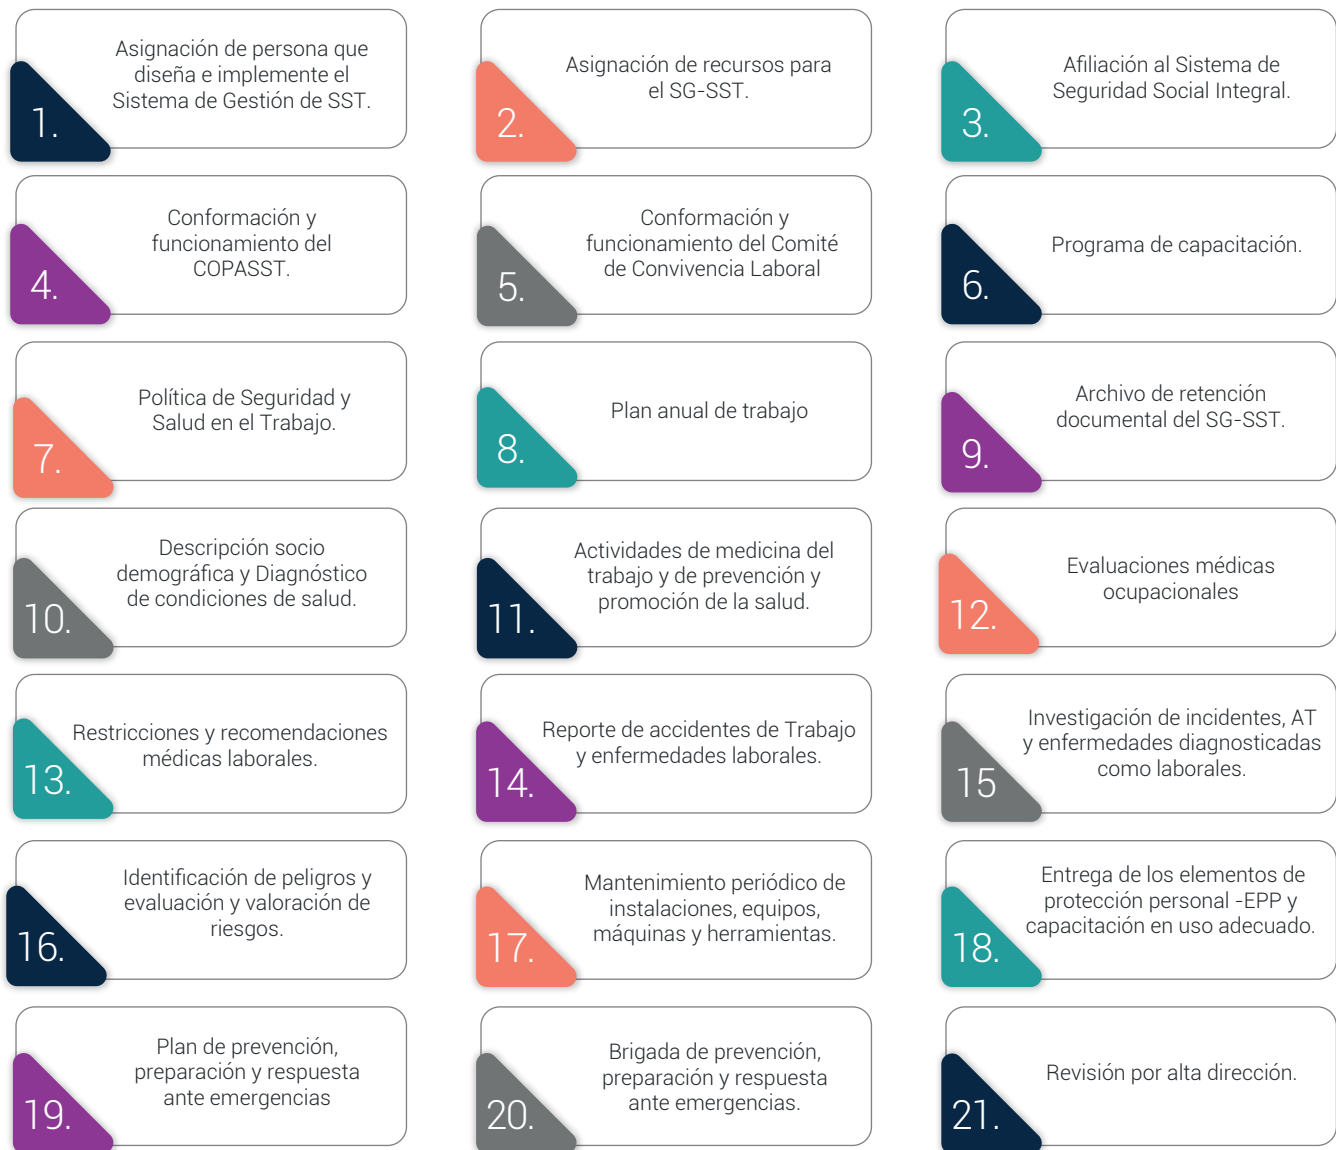 1.
Asignación de persona que
diseña e implemente el
Sistema de Gestión de SST.
2.
Asignación de recursos para
el SG-SST.
3.
Afiliación al Sistema de
Seguridad Social Integral.
4.
Conformación y
funcionamiento del
COPASST.
5.
Conformación y
funcionamiento del Comité
de Convivencia Laboral
6.
Programa de capacitación.
7.
Política de Seguridad y
Salud en el Trabajo.
8.
Plan anual de trabajo
9.
Archivo de retención
documental del SG-SST.
10.
Descripción socio
demográfica y Diagnóstico
de condiciones de salud.
11.
Actividades de medicina del
trabajo y de prevención y
promoción de la salud.
12.
Evaluaciones médicas
ocupacionales
13.
Restricciones y recomendaciones
médicas laborales.
14.
Reporte de accidentes de Trabajo
y enfermedades laborales.
15
Investigación de incidentes, AT
y enfermedades diagnosticadas
como laborales.
16.
Identificación de peligros y
evaluación y valoración de
riesgos.
17.
Mantenimiento periódico de
instalaciones, equipos,
máquinas y herramientas.
18.
Entrega de los elementos de
protección personal -EPP y
capacitación en uso adecuado.
19.
Plan de prevención,
preparación y respuesta
ante emergencias
20.
Brigada de prevención,
preparación y respuesta
ante emergencias.
21.
Revisión por alta dirección.